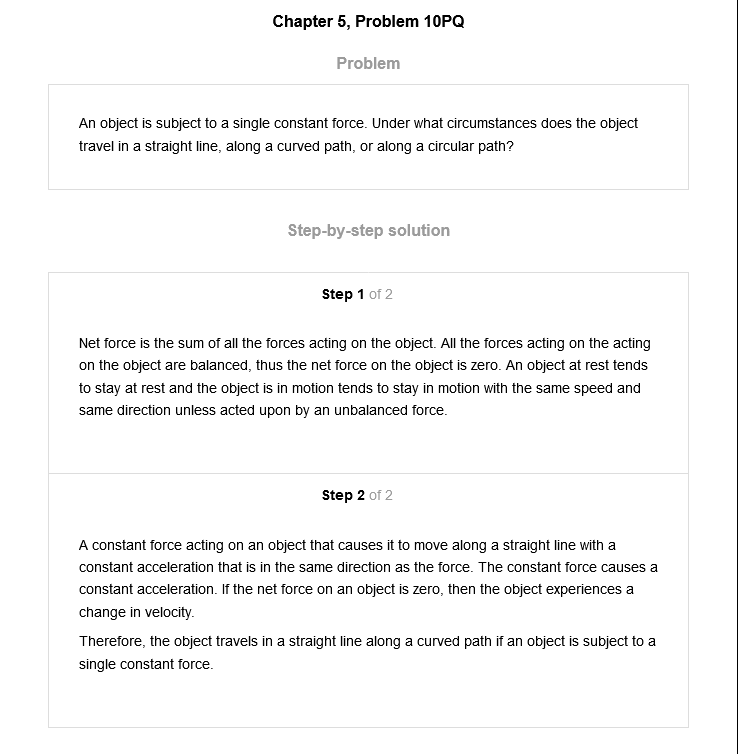 Chapter 5, Problem 10PQ
Problem
An object is subject to a single constant force. Under what circumstances does the object
travel in a straight line, along a curved path, or along a circular path?
Step-by-step solution
Step 1 of 2
Net force is the sum of all the forces acting on the object. All the forces acting on the acting
on the object are balanced, thus the net force on the object is zero. An object at rest tends
to stay at rest and the object is in motion tends to stay in motion with the same speed and
same direction unless acted upon by an unbalanced force.
Step 2 of 2
A constant force acting on an object that causes it to move along a straight line with a
constant acceleration that is in the same direction as the force. The constant force causes a
constant acceleration. If the net force on an object is zero, then the object experiences a
change in velocity.
Therefore, the object travels in a straight line along a curved path if an object is subject to a
single constant force.